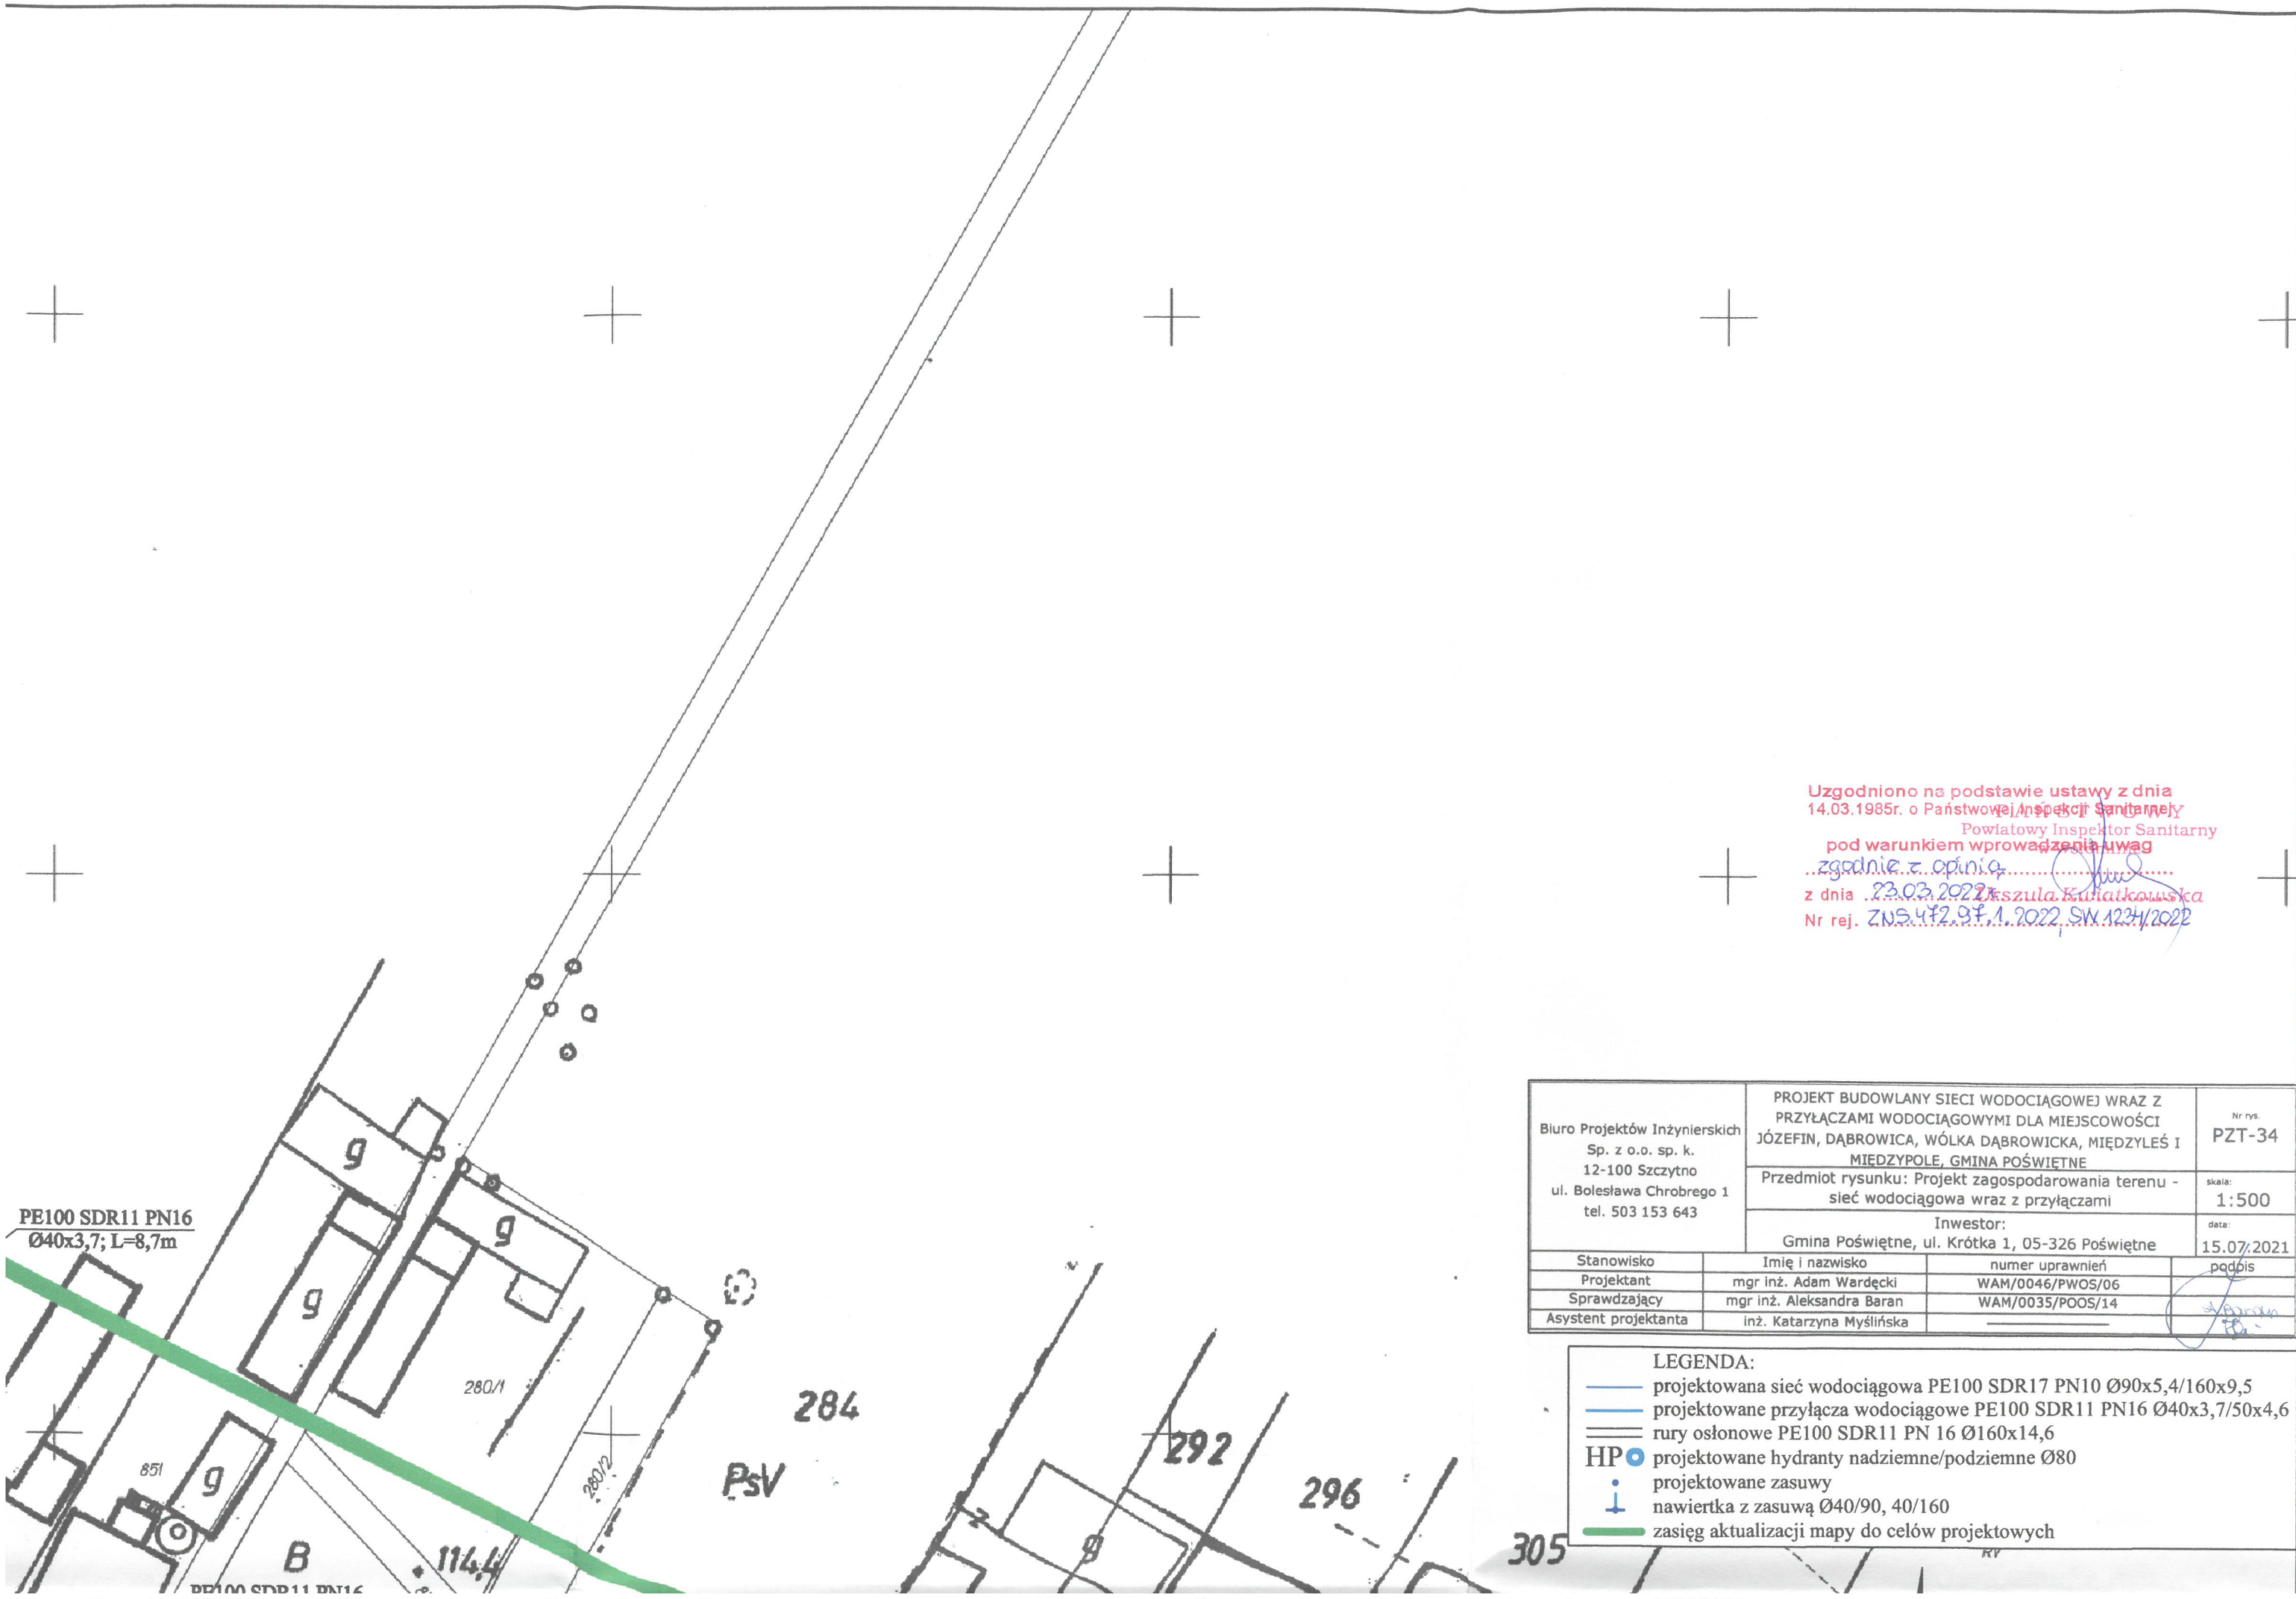 Uzgodniono na podstawie ustawy z dnia
14.03.1985r. o Państwowej Inspekcji Sanitarnej
Powiatowy Inspektor Sanitarny
pod warunkiem wprowadzenia uwag
zgodnie z opinią
z dnia 23.03.2022r. Urszula Kwiatkowska
Nr rej. ZNS.472.97.1.2022, SW.1234/2022
Biuro Projektów Inżynierskich
Sp. z o.o. sp. k.
12-100 Szczytno
ul. Bolesława Chrobrego 1
tel. 503 153 643
PROJEKT BUDOWLANY SIECI WODOCIĄGOWEJ WRAZ Z
PRZYŁĄCZAMI WODOCIĄGOWYMI DLA MIEJSCOWOŚCI
JÓZEFIN, DĄBROWICA, WÓLKA DĄBROWICKA, MIĘDZYLEŚ I
MIĘDZYPOLE, GMINA POŚWIĘTNE
Nr rys.
PZT-34
Przedmiot rysunku: Projekt zagospodarowania terenu -
sieć wodociągowa wraz z przyłączami
skala:
1:500
Inwestor:
Gmina Poświętne, ul. Krótka 1, 05-326 Poświętne
data:
15.07.2021
Stanowisko Imię i nazwisko numer uprawnień podpis
Projektant mgr inż. Adam Wardęcki WAM/0046/PWOS/06
Sprawdzający mgr inż. Aleksandra Baran WAM/0035/POOS/14
Asystent projektanta inż. Katarzyna Myślińska
LEGENDA:
projektowana sieć wodociągowa PE100 SDR17 PN10 Ø90x5,4/160x9,5
projektowane przyłącza wodociągowe PE100 SDR11 PN16 Ø40x3,7/50x4,6
rury osłonowe PE100 SDR11 PN 16 Ø160x14,6
HP projektowane hydranty nadziemne/podziemne Ø80
projektowane zasuwy
nawiertka z zasuwą Ø40/90, 40/160
zasięg aktualizacji mapy do celów projektowych
PE100 SDR11 PN16
Ø40x3,7; L=8,7m
g
g
g
280/1
284
292
851
g
280/2
PsV
296
z
g
305
B
114,4
PE100 SDR11 PN16